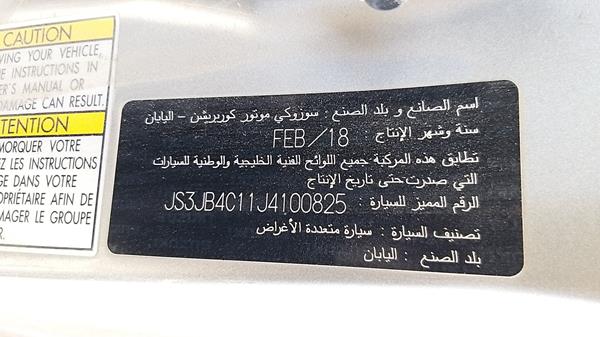 CAUTION
WING YOUR VEHICLE,
E INSTRUCTIONS IN
R'S MANUAL OR
DAMAGE CAN RESULT.
TENTION
MORQUER VOTRE
EZ LES INSTRUCTIONS
GE DANS VOTRE
OPRIÉTAIRE AFIN DE
MAGER LE GROUPE
R.
اسم الصانع و بلد الصنع : سوزوكي موتور كوربريشن - اليابان
سنة وشهر الإنتاج FEB/18
تطابق هذه المركبة جميع اللوائح الفنية الخليجية والوطنية للسيارات
التي صدرت حتى تاريخ الإنتاج
الرقم المميز للسيارة : JS3JB4C11J4100825
تصنيف السيارة : سيارة متعددة الأغراض
بلد الصنع : اليابان